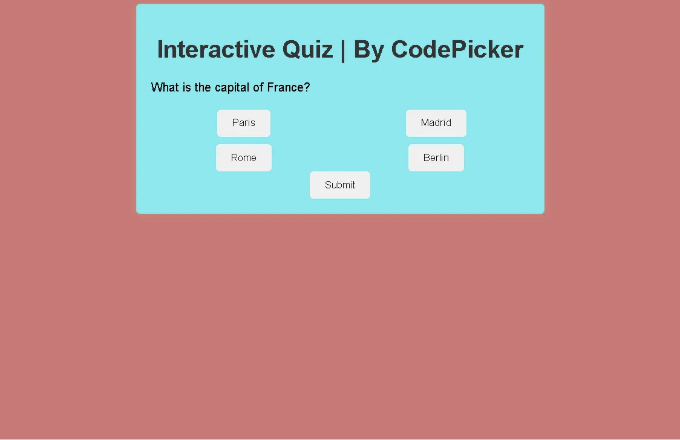 Interactive Quiz | By CodePicker
What is the capital of France?
Paris
Madrid
Rome
Berlin
Submit